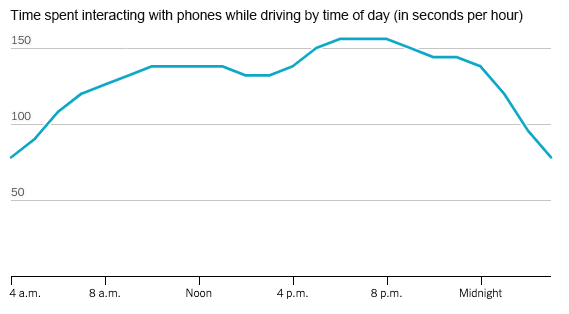 Time spent interacting with phones while driving by time of day (in seconds per hour)
150
100
50
4 a.m. 8 a.m. Noon 4 p.m. 8 p.m. Midnight